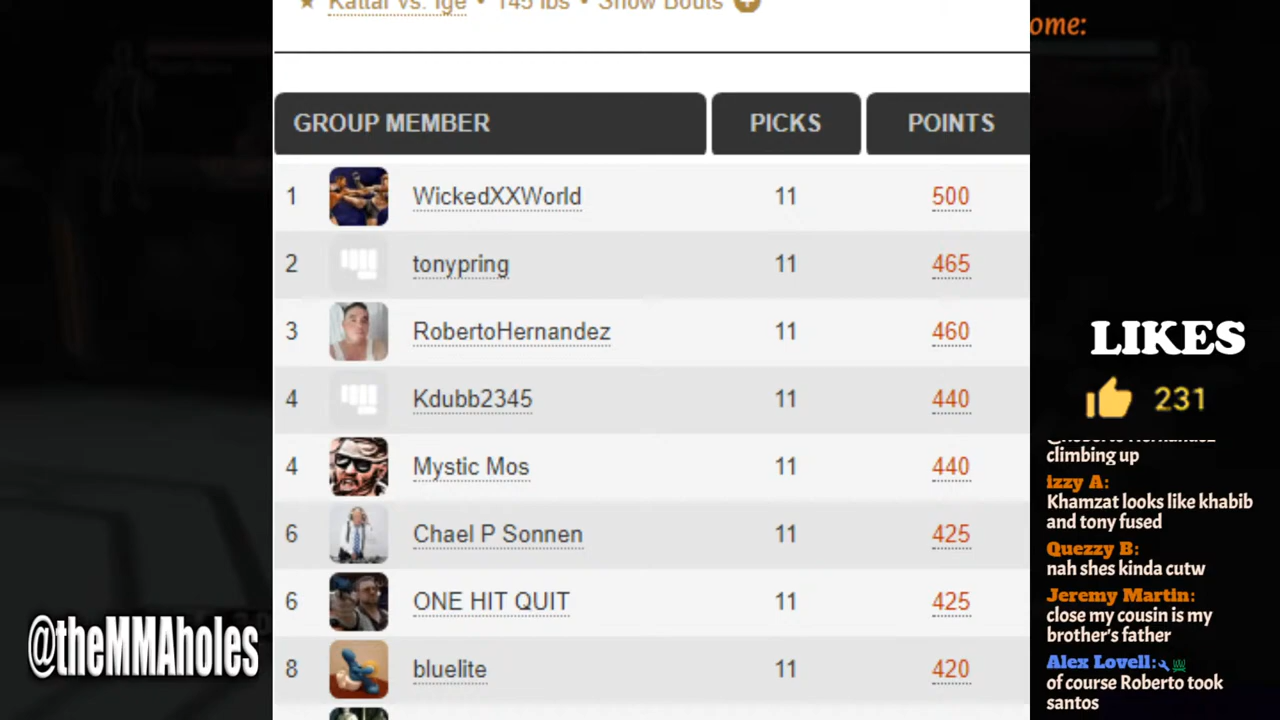 Kattar vs. Ige • 145 lbs • Show Bouts
ome:
GROUP MEMBER PICKS POINTS
1 WickedXXWorld 11 500
2 tonypring 11 465
3 RobertoHernandez 11 460
4 Kdubb2345 11 440
4 Mystic Mos 11 440
6 Chael P Sonnen 11 425
6 ONE HIT QUIT 11 425
8 bluelite 11 420
@theMMAholes
LIKES
231
@Roberto Hernandez
climbing up
izzy A:
Khamzat looks like khabib
and tony fused
Quezzy B:
nah shes kinda cutw
Jeremy Martin:
close my cousin is my
brother's father
Alex Lovell:
of course Roberto took
santos